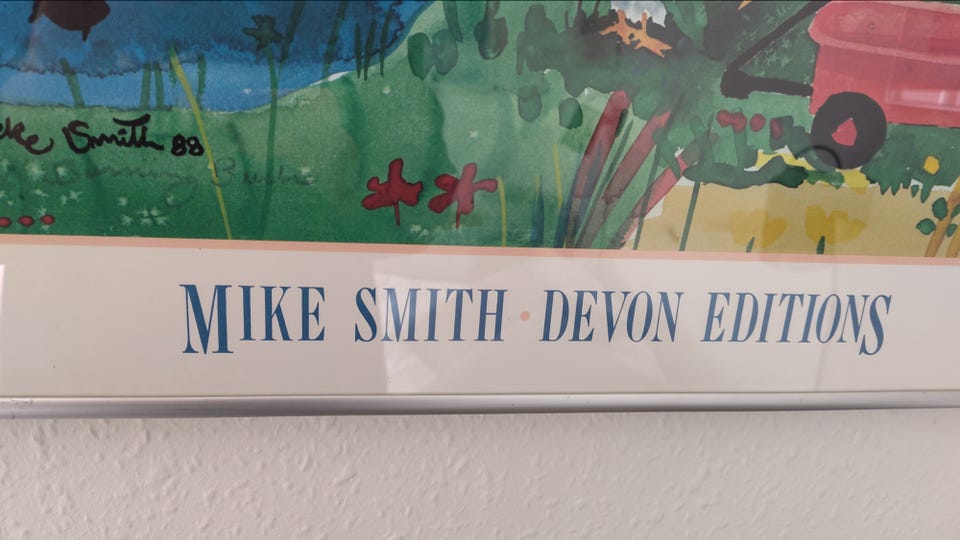 Smith 88
MIKE SMITH • DEVON EDITIONS